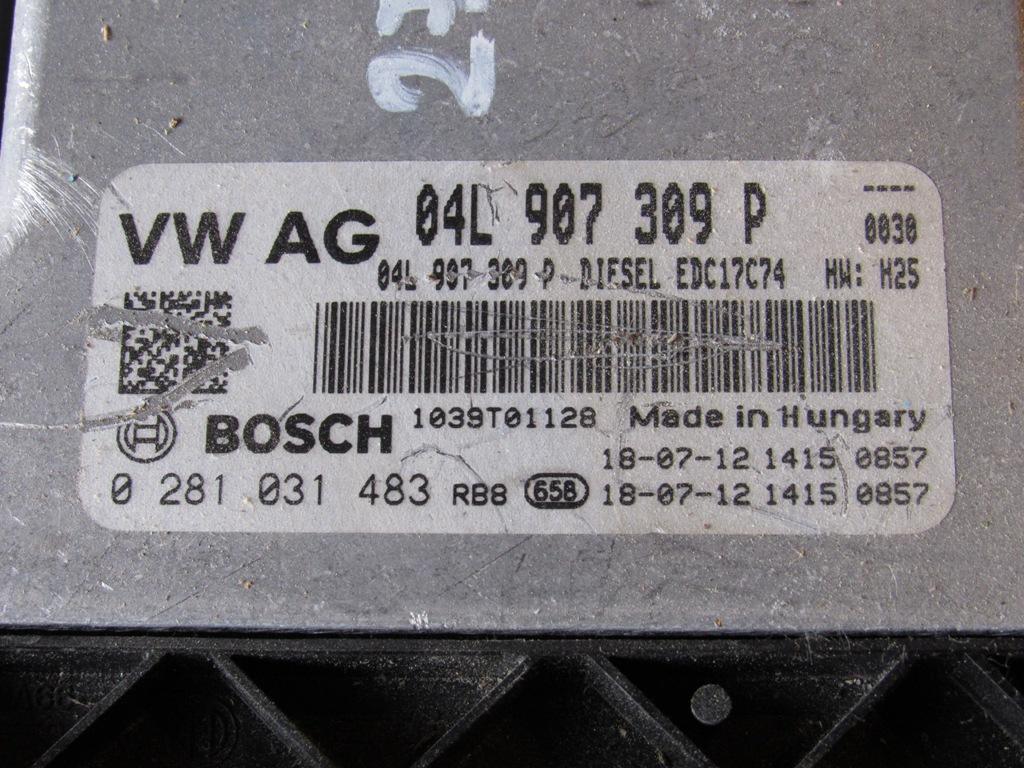 VW AG 04L 907 309 P ----
0030
04L 907 309 P DIESEL EDC17C74 HW: H25
BOSCH 1039T01128 Made in Hungary
18-07-12 1415 0857
0 281 031 483 RB8 658 18-07-12 1415 0857